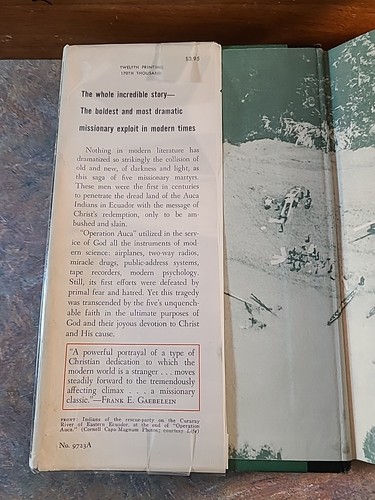 TWELFTH PRINTING
170TH THOUSAND
$3.95
The whole incredible story—
The boldest and most dramatic
missionary exploit in modern times
Nothing in modern literature has
dramatized so strikingly the collision of
old and new, of darkness and light, as
this saga of five missionary martyrs.
These men were the first in centuries
to penetrate the dread land of the Auca
Indians in Ecuador with the message of
Christ's redemption, only to be am-
bushed and slain.
"Operation Auca" utilized in the serv-
ice of God all the instruments of mod-
ern science: airplanes, two-way radios,
miracle drugs, public-address systems,
tape recorders, modern psychology.
Still, its first efforts were defeated by
primal fear and hatred. Yet this tragedy
was transcended by the five's unquench-
able faith in the ultimate purposes of
God and their joyous devotion to Christ
and His cause.
"A powerful portrayal of a type of
Christian dedication to which the
modern world is a stranger . . . moves
steadily forward to the tremendously
affecting climax . . . a missionary
classic."—FRANK E. GAEBELEIN
FRONT: Indians of the rescue-party on the Curaray
River of Eastern Ecuador, at the end of "Operation
Auca." (Cornell Capa-Magnum Photos; courtesy Life)
No. 9723A